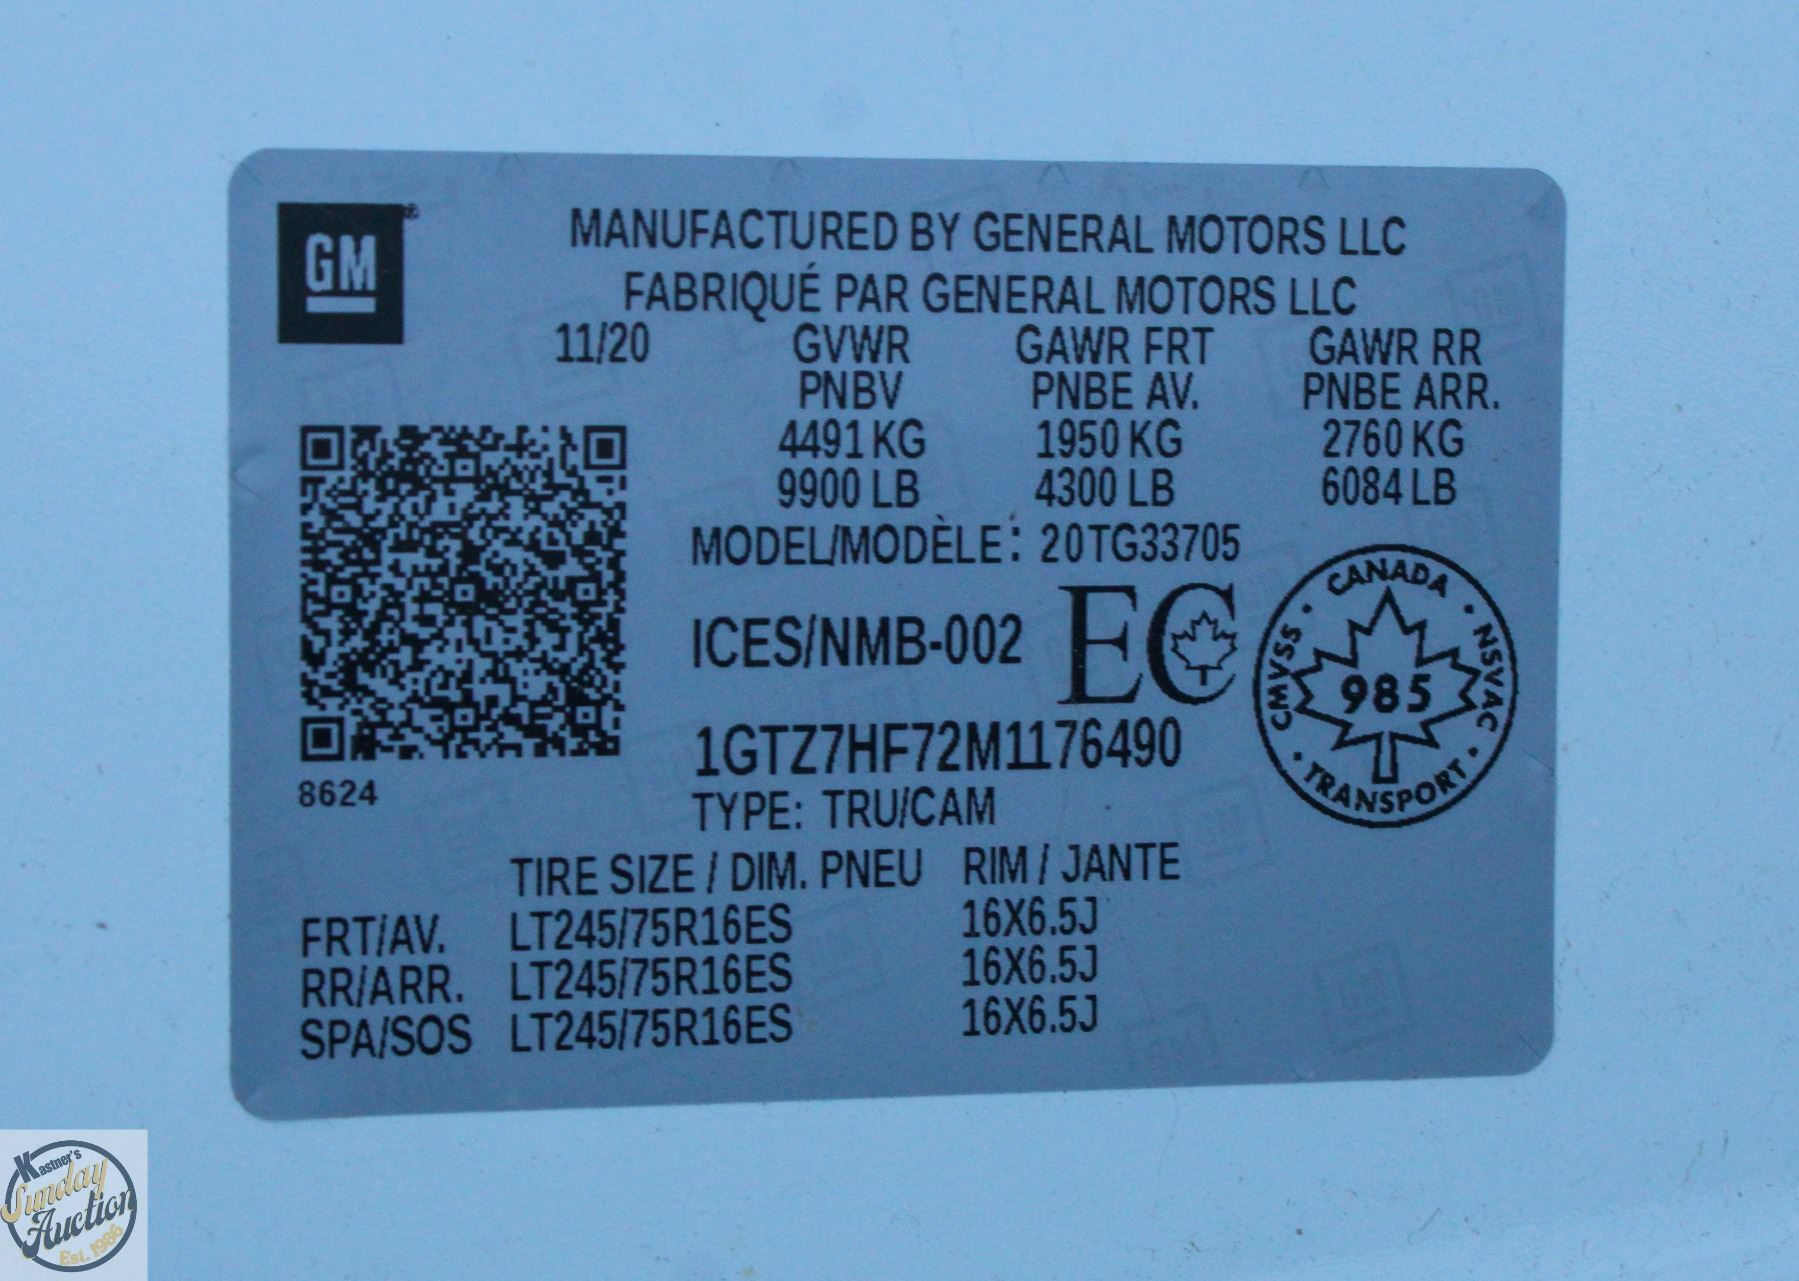 GM
MANUFACTURED BY GENERAL MOTORS LLC
FABRIQUÉ PAR GENERAL MOTORS LLC
11/20 GVWR GAWR FRT GAWR RR
PNBV PNBE AV. PNBE ARR.
4491 KG 1950 KG 2760 KG
9900 LB 4300 LB 6084 LB
MODEL/MODÈLE: 20TG33705
ICES/NMB-002 EC
CANADA
CMVSS 985 NSVAC
TRANSPORT
1GTZ7HF72M1176490
8624
TYPE: TRU/CAM
TIRE SIZE / DIM. PNEU RIM / JANTE
FRT/AV. LT245/75R16ES 16X6.5J
RR/ARR. LT245/75R16ES 16X6.5J
SPA/SOS LT245/75R16ES 16X6.5J
Kastner's
Sunday
Auction
Est. 1986